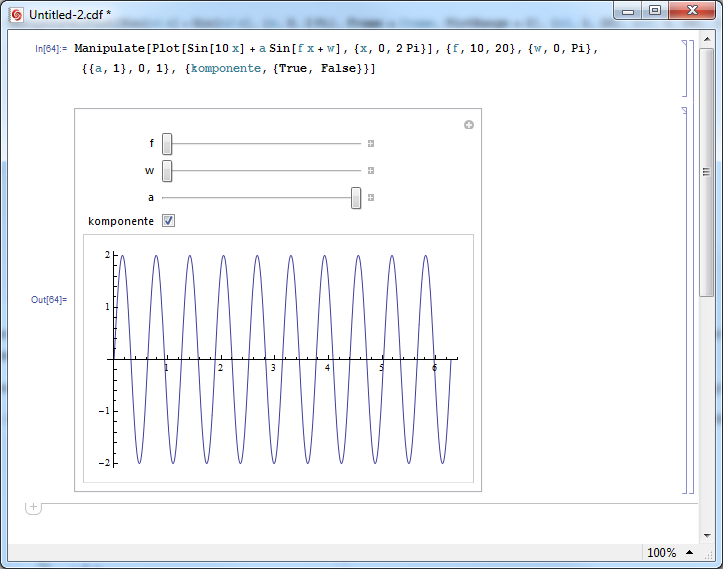 Untitled-2.cdf *
In[64]:= Manipulate[Plot[Sin[10 x] + a Sin[f x + w], {x, 0, 2 Pi}], {f, 10, 20}, {w, 0, Pi},
{{a, 1}, 0, 1}, {komponente, {True, False}}]
f
w
a
komponente
Out[64]=
2
1
1 2 3 4 5 6
-1
-2
100%